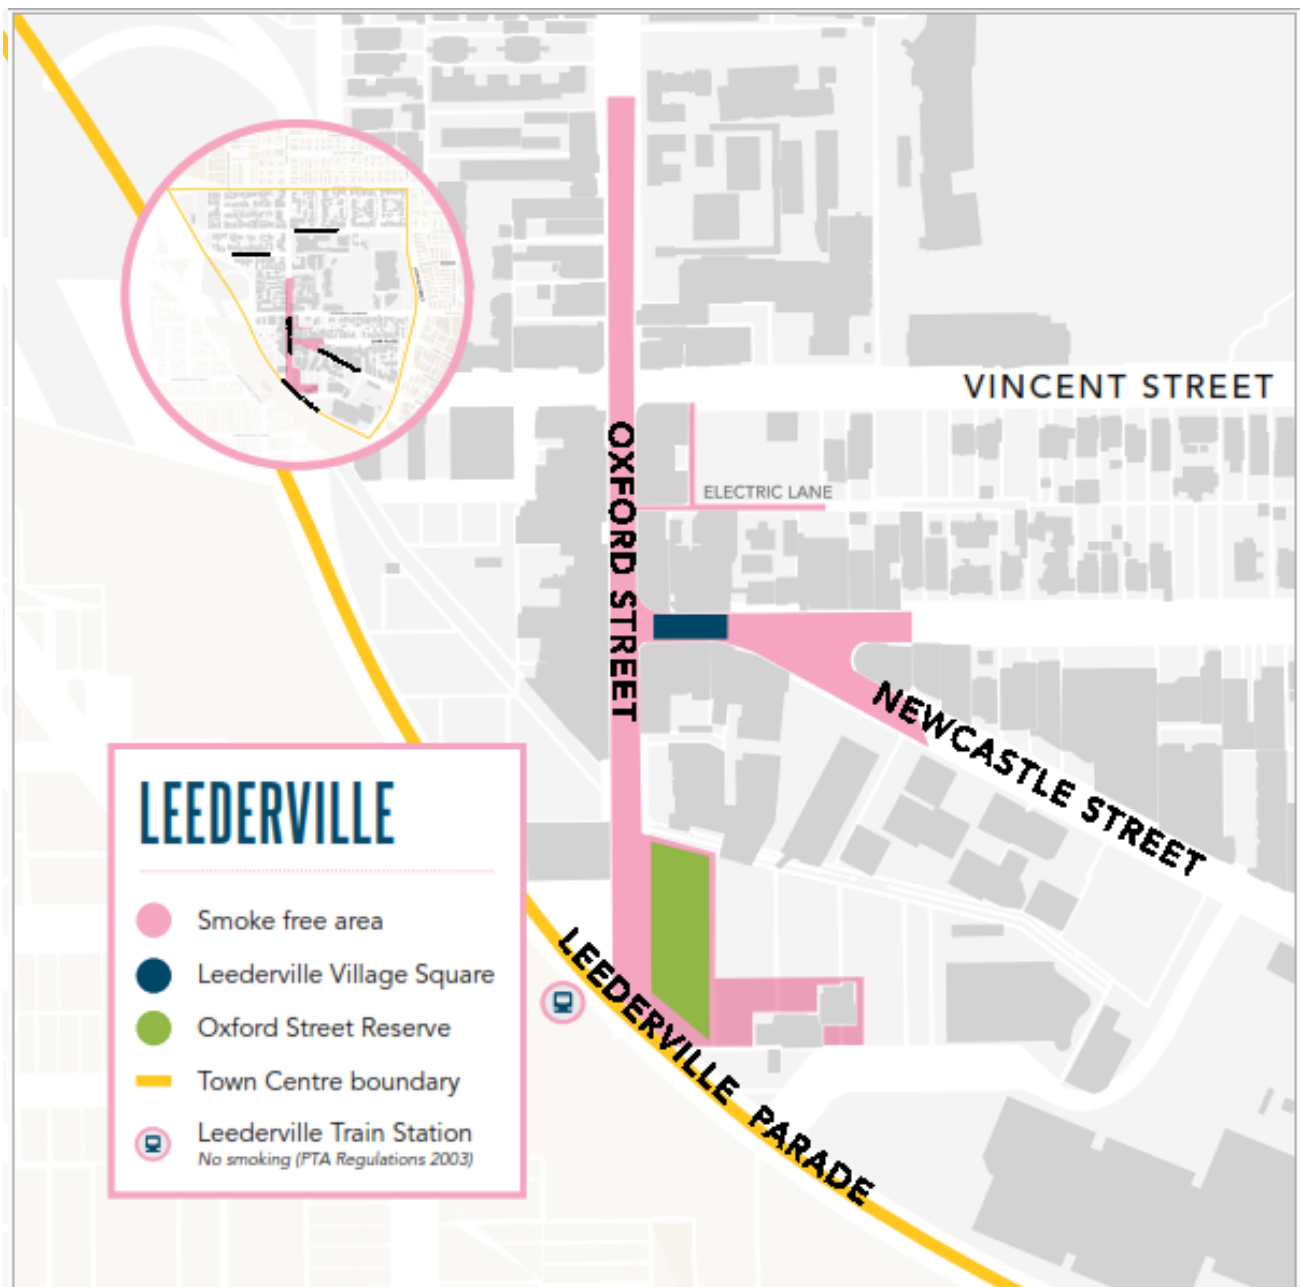 VINCENT STREET
OXFORD STREET
ELECTRIC LANE
NEWCASTLE STREET
LEEDERVILLE PARADE
LEEDERVILLE
Smoke free area
Leederville Village Square
Oxford Street Reserve
Town Centre boundary
Leederville Train Station
No smoking (PTA Regulations 2003)